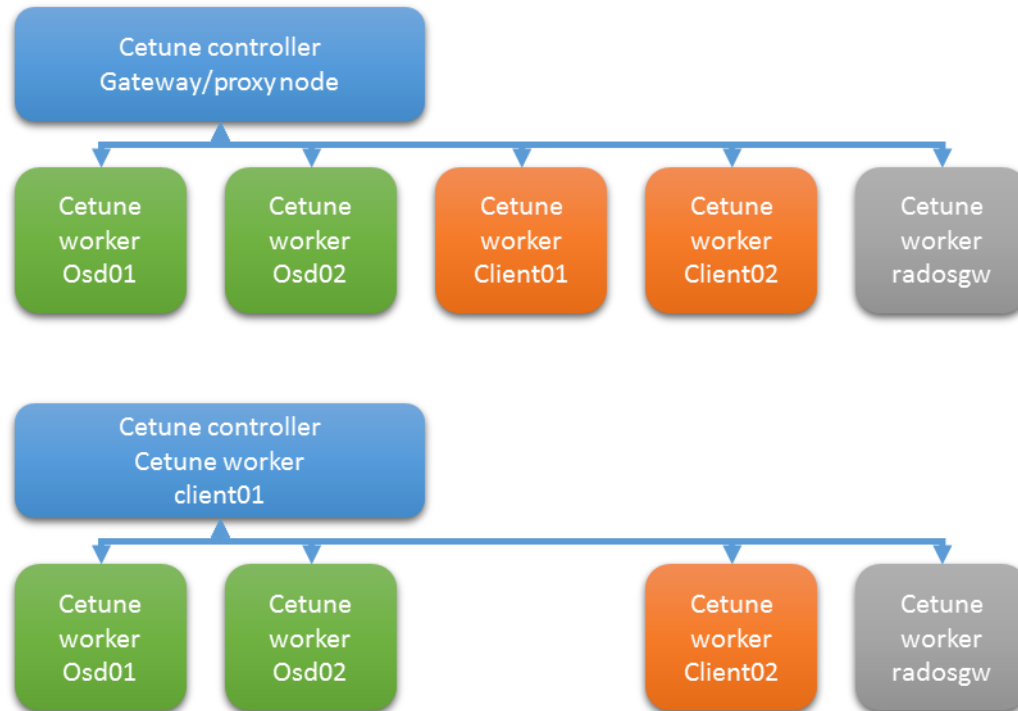 Cetune controller
Gateway/proxy node
Cetune
worker
Osd01
Cetune
worker
Osd02
Cetune
worker
Client01
Cetune
worker
Client02
Cetune
worker
radosgw
Cetune controller
Cetune worker
client01
Cetune
worker
Osd01
Cetune
worker
Osd02
Cetune
worker
Client02
Cetune
worker
radosgw